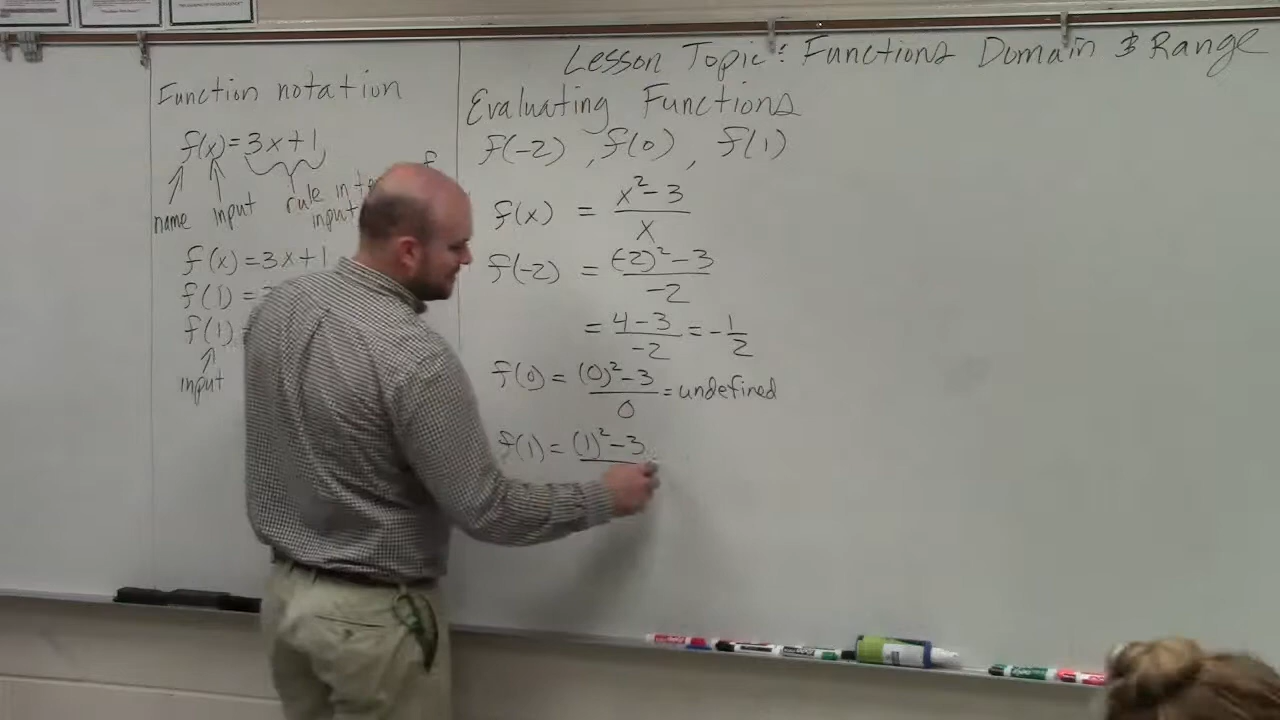 Lesson Topic: Functions Domain & Range
Function notation
f(x) = 3x+1
name input rule
input
f(x) = 3x+1
f(1) =
f(1)
input
Evaluating Functions
f(-2), f(0), f(1)
f(x) = (x²-3)/x
f(-2) = ((-2)²-3)/-2
= (4-3)/-2 = -1/2
f(0) = ((0)²-3)/0 = undefined
f(1) = (1)²-3